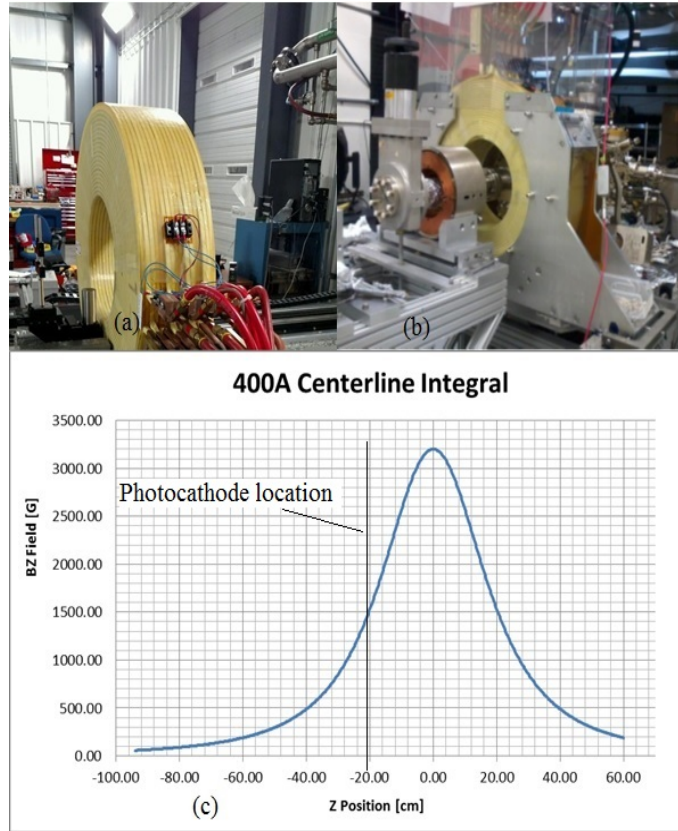 (a)
(b)
400A Centerline Integral
3500.00
3000.00
2500.00
2000.00
1500.00
1000.00
500.00
0.00
BZ Field [G]
Photocathode location
-100.00 -80.00 -60.00 -40.00 -20.00 0.00 20.00 40.00 60.00
(c)
Z Position [cm]